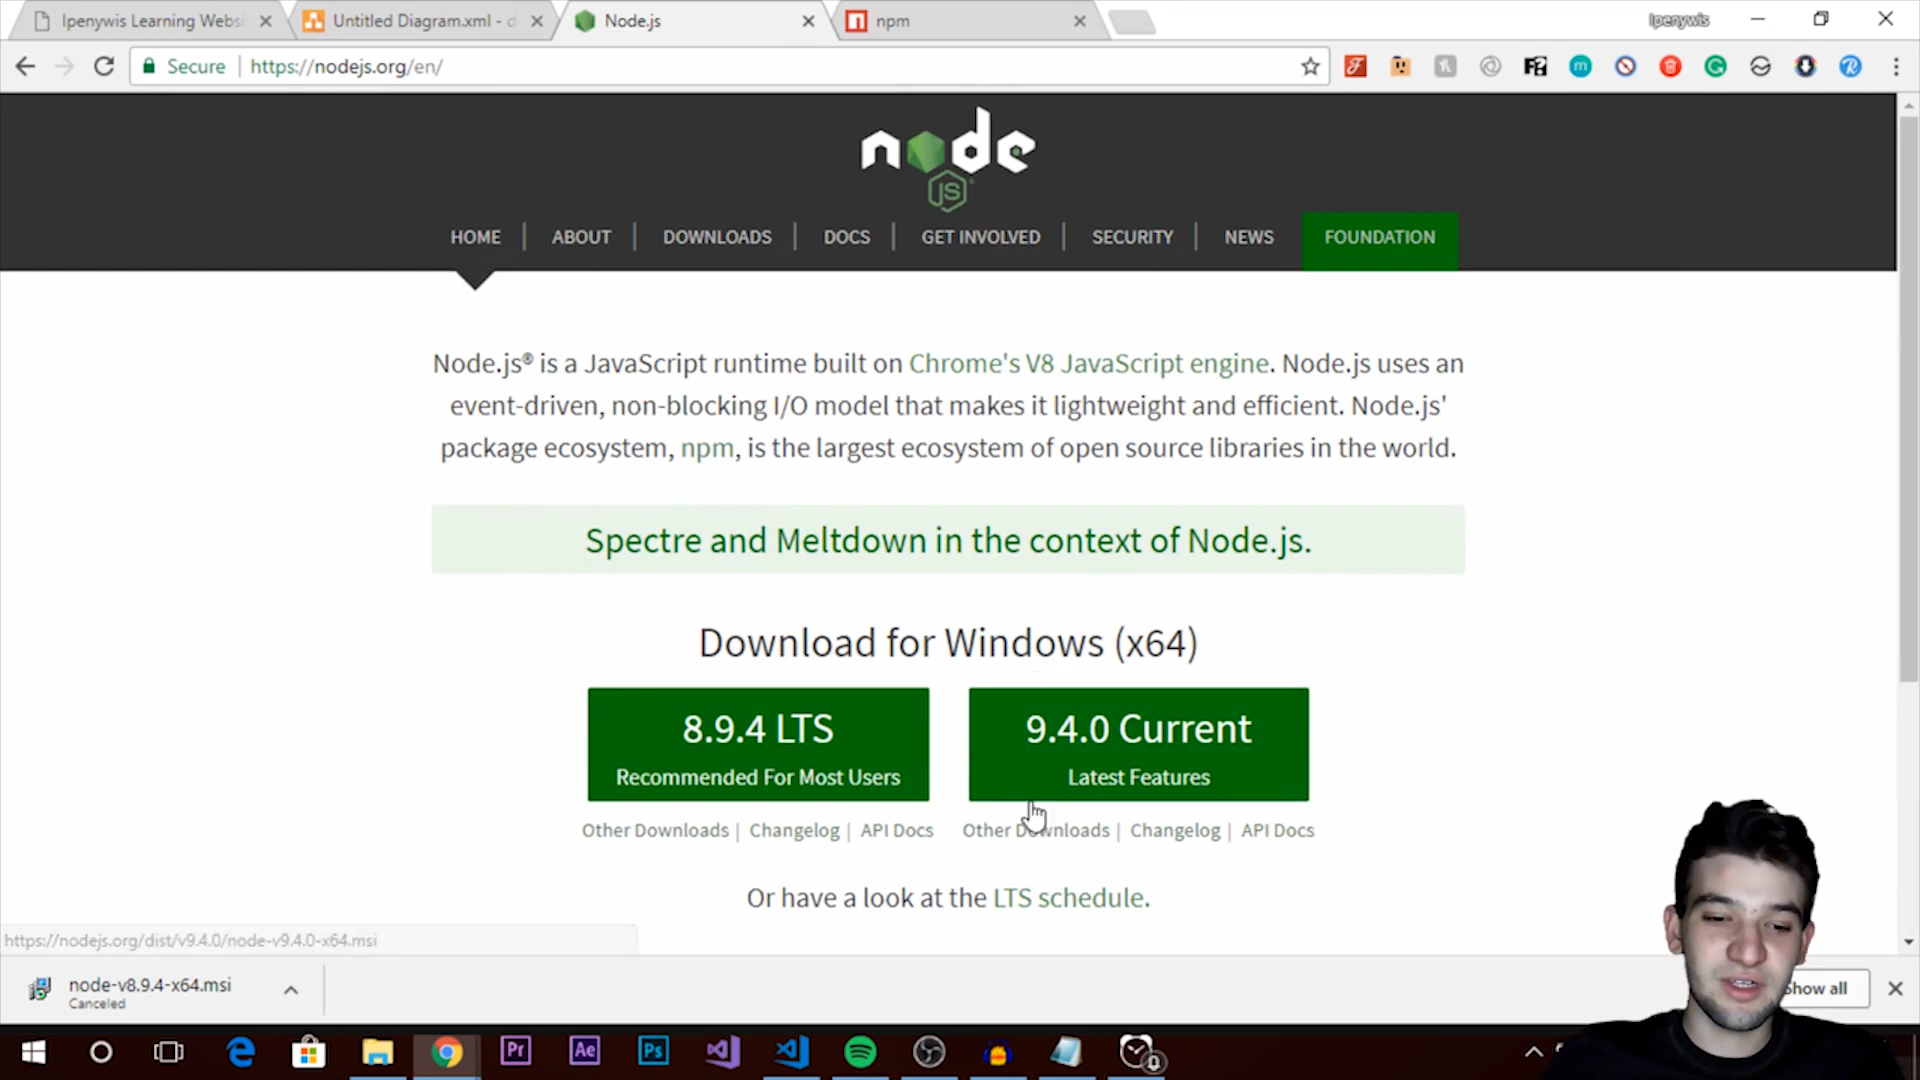 Ipenywis Learning Webs
Untitled Diagram.xml - d
Node.js
npm
Ipenywis
Secure
https://nodejs.org/en/
node
JS
HOME
ABOUT
DOWNLOADS
DOCS
GET INVOLVED
SECURITY
NEWS
FOUNDATION
Node.js® is a JavaScript runtime built on Chrome's V8 JavaScript engine. Node.js uses an
event-driven, non-blocking I/O model that makes it lightweight and efficient. Node.js'
package ecosystem, npm, is the largest ecosystem of open source libraries in the world.
Spectre and Meltdown in the context of Node.js.
Download for Windows (x64)
8.9.4 LTS
Recommended For Most Users
9.4.0 Current
Latest Features
Other Downloads | Changelog | API Docs
Other Downloads | Changelog | API Docs
Or have a look at the LTS schedule.
https://nodejs.org/dist/v9.4.0/node-v9.4.0-x64.msi
node-v8.9.4-x64.msi
Canceled
Show all
Pr
Ae
Ps